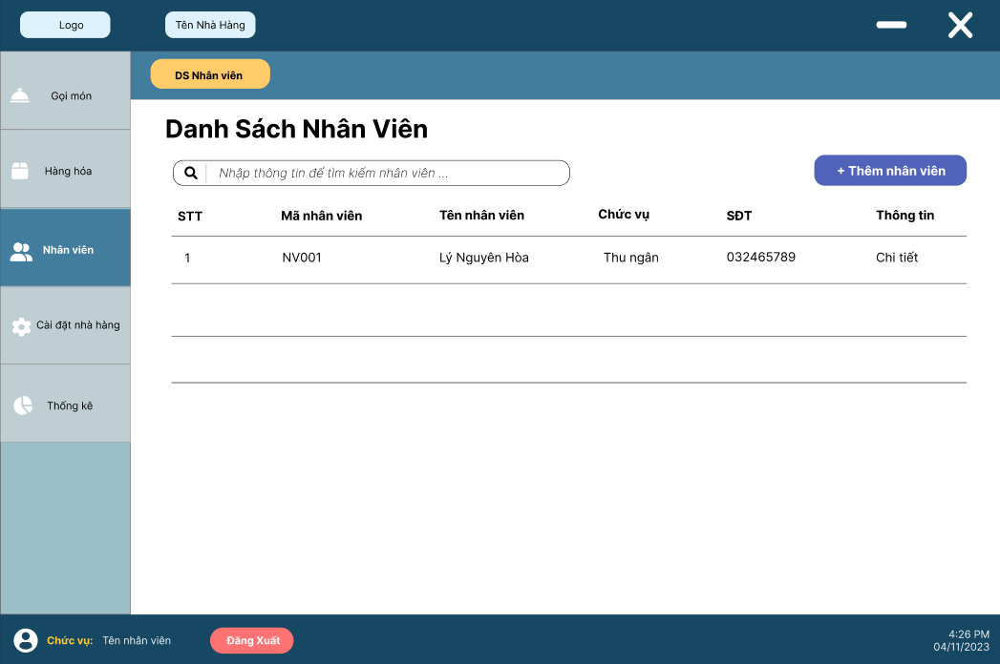 Logo
Tên Nhà Hàng
DS Nhân viên
Gọi món
Hàng hóa
Nhân viên
Cài đặt nhà hàng
Thống kê
Danh Sách Nhân Viên
Nhập thông tin để tìm kiếm nhân viên ...
+ Thêm nhân viên
STT Mã nhân viên Tên nhân viên Chức vụ SĐT Thông tin
1 NV001 Lý Nguyên Hòa Thu ngân 032465789 Chi tiết
Chức vụ: Tên nhân viên
Đăng Xuất
4:26 PM
04/11/2023